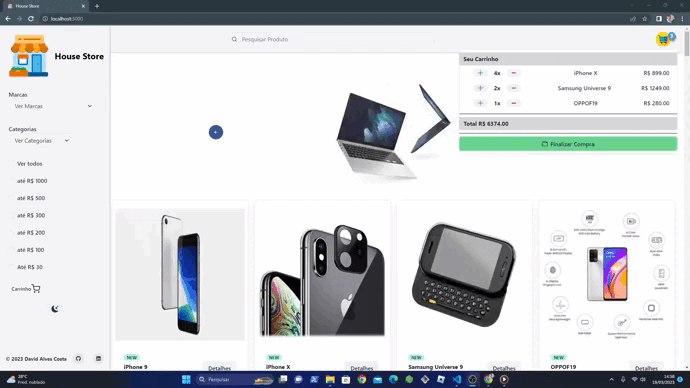 House Store
localhost:3000
House Store
Pesquisar Produto
Marcas
Ver Marcas
Categorias
Ver Categorias
Ver todos
até R$ 1000
até R$ 500
até R$ 300
até R$ 200
até R$ 100
Até R$ 30
Carrinho
© 2023 David Alves Costa
Seu Carrinho
+ 4x − iPhone X R$ 899.00
+ 2x − Samsung Universe 9 R$ 1249.00
+ 1x − OPPOF19 R$ 280.00
Total R$ 6374.00
Finalizar Compra
NEW
iPhone 9
Detalhes
NEW
iPhone X
Detalhes
NEW
Samsung Universe 9
Detalhes
NEW
OPPOF19
Detalhes
28°C
Pred. nublado
Pesquisar
14:58
19/03/2023